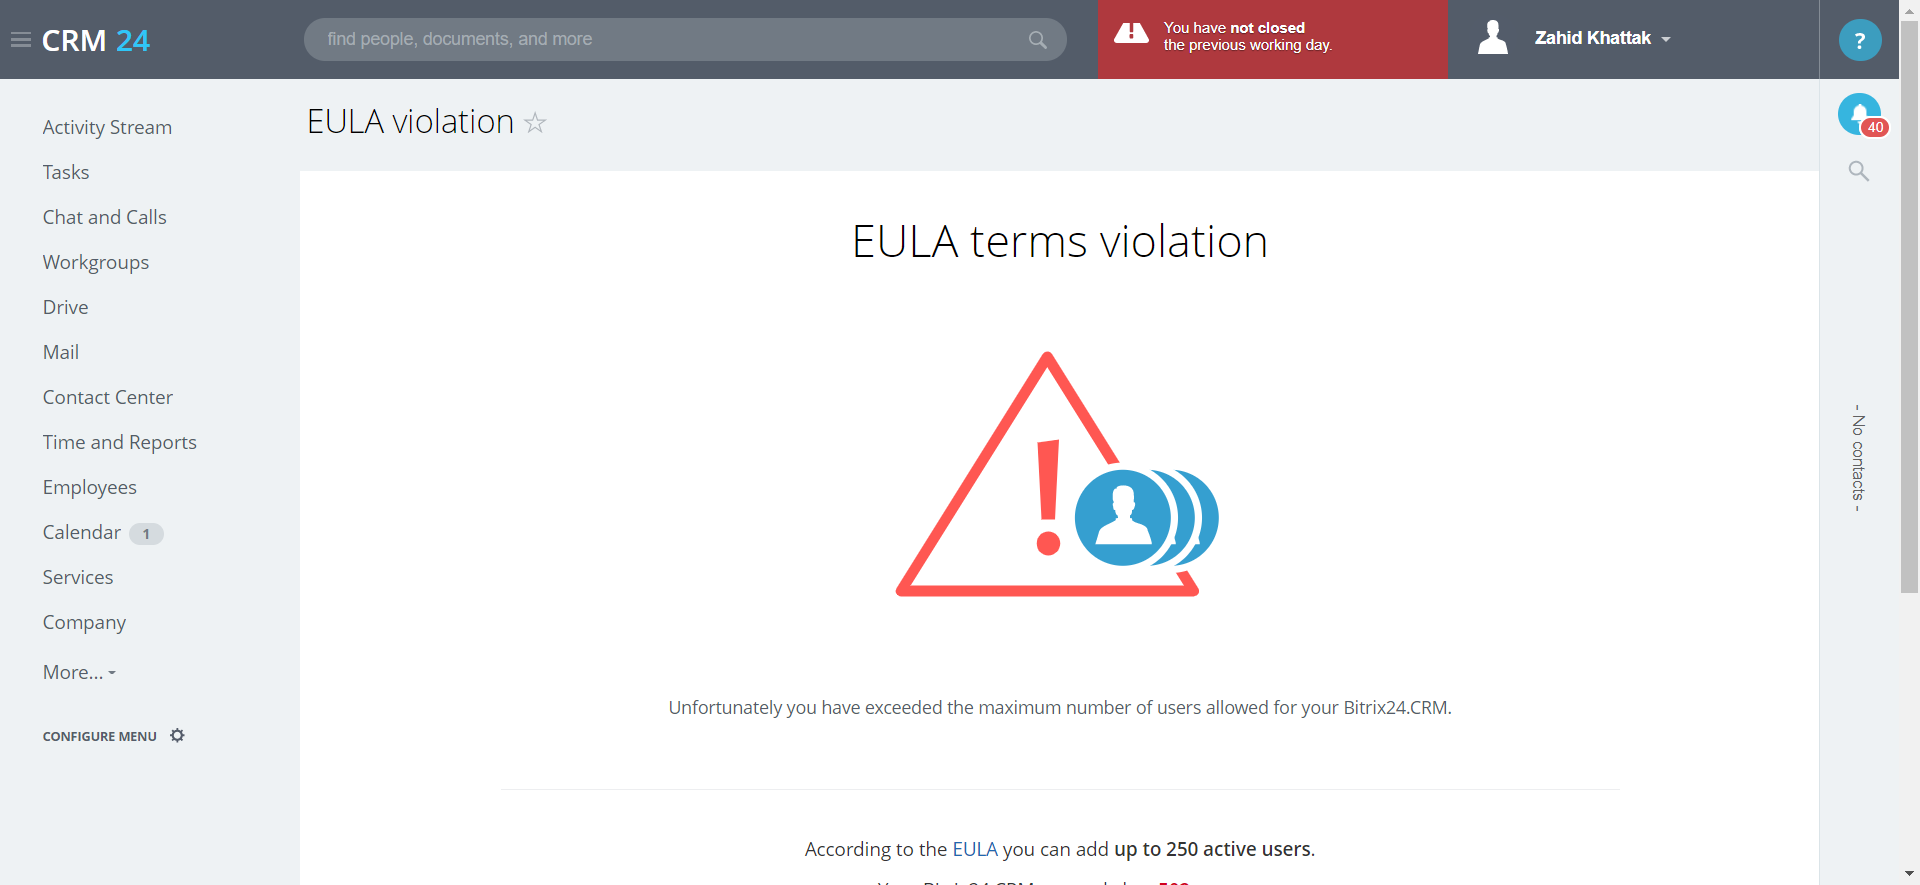 CRM 24
find people, documents, and more
You have not closed
the previous working day.
Zahid Khattak
?
40
EULA violation
Activity Stream
Tasks
Chat and Calls
Workgroups
Drive
Mail
Contact Center
Time and Reports
Employees
Calendar 1
Services
Company
More...
CONFIGURE MENU
EULA terms violation
Unfortunately you have exceeded the maximum number of users allowed for your Bitrix24.CRM.
According to the EULA you can add up to 250 active users.
- No contacts -